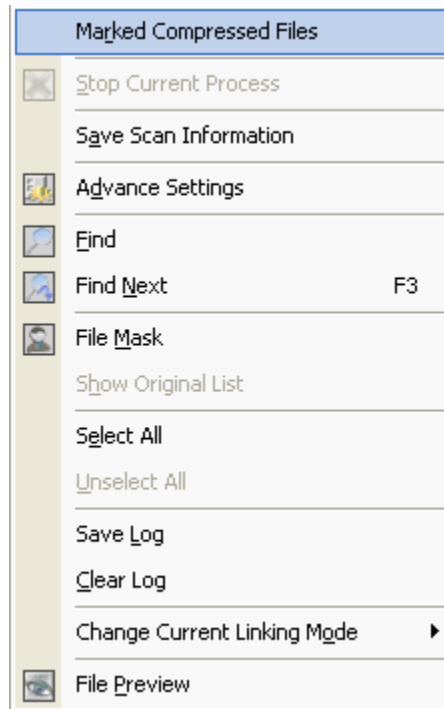 Marked Compressed Files
Stop Current Process
Save Scan Information
Advance Settings
Find
Find Next F3
File Mask
Show Original List
Select All
Unselect All
Save Log
Clear Log
Change Current Linking Mode
File Preview